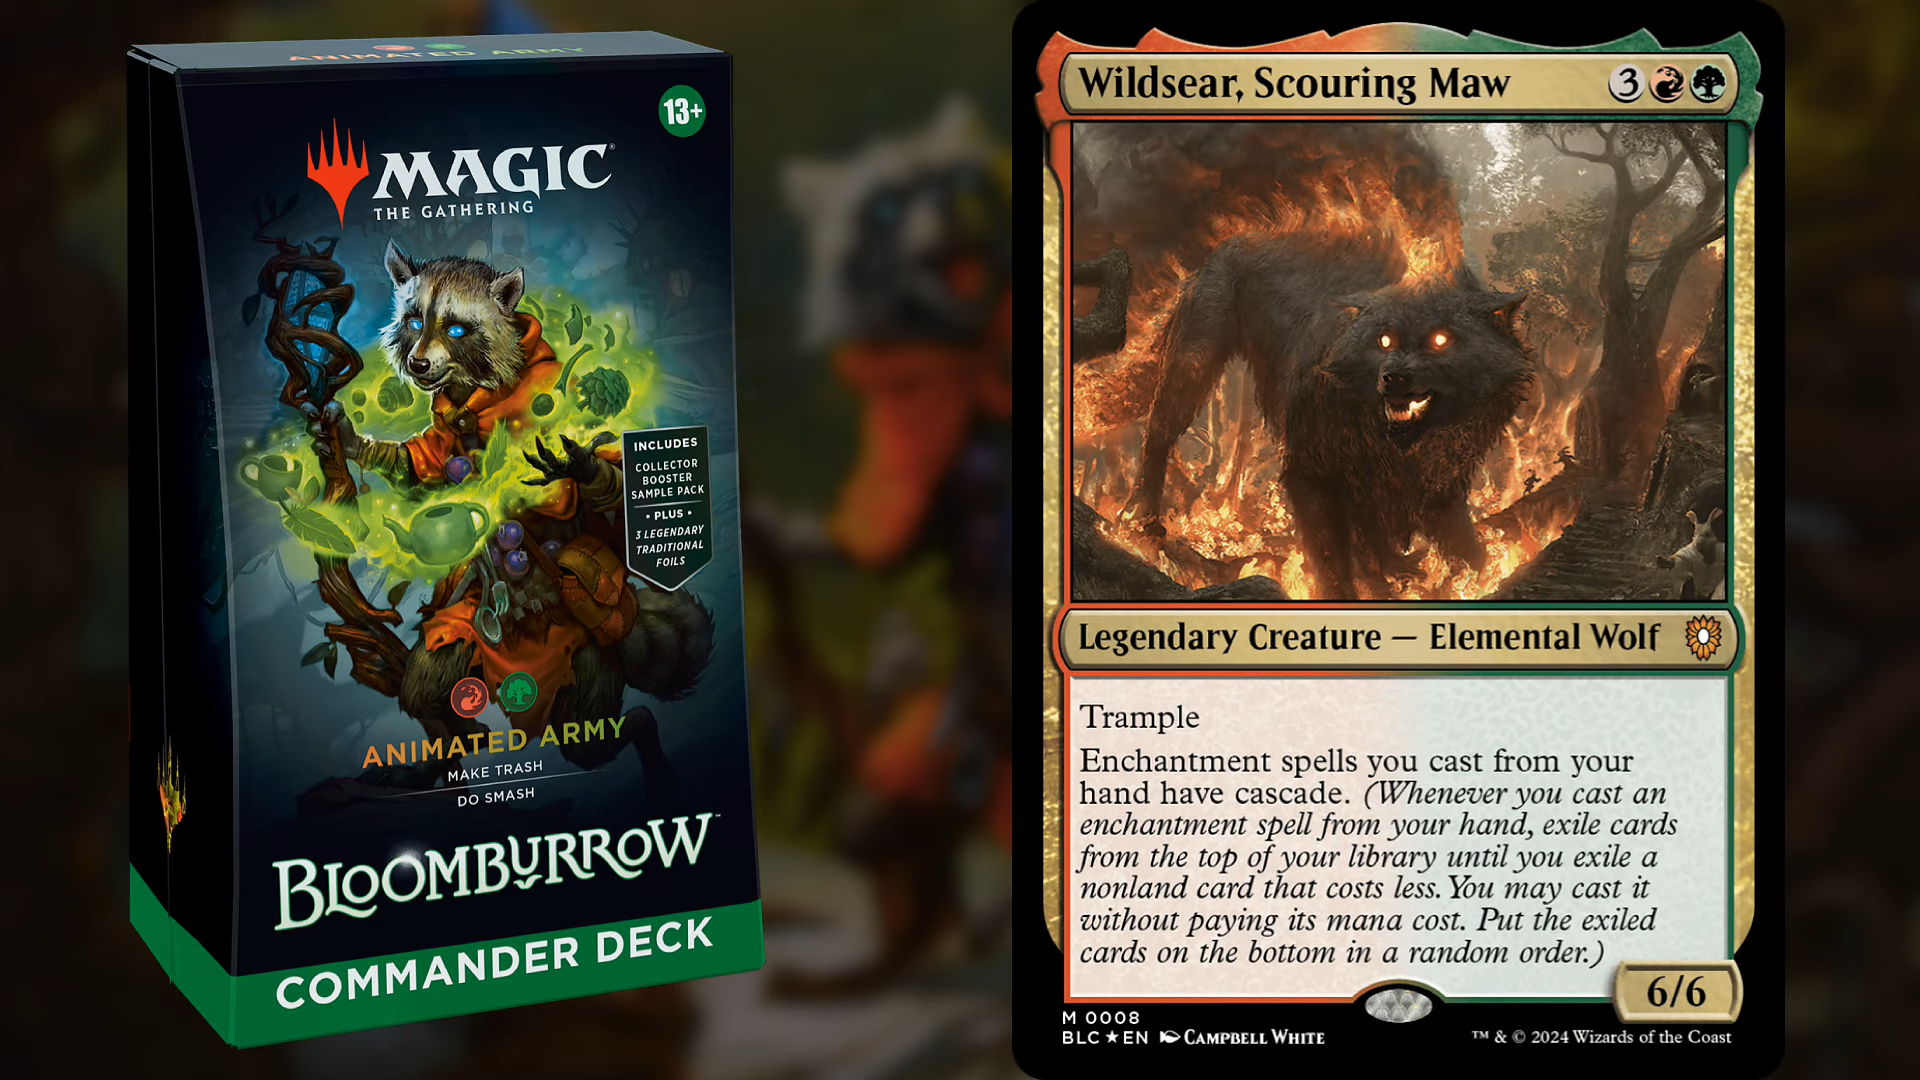 ANIMATED ARMY
13+
MAGIC
THE GATHERING
INCLUDES
COLLECTOR
BOOSTER
SAMPLE PACK
• PLUS •
3 LEGENDARY
TRADITIONAL
FOILS
ANIMATED ARMY
MAKE TRASH
DO SMASH
BLOOMBURROW™
COMMANDER DECK
Wildsear, Scouring Maw 3
Legendary Creature — Elemental Wolf
Trample
Enchantment spells you cast from your
hand have cascade. (Whenever you cast an
enchantment spell from your hand, exile cards
from the top of your library until you exile a
nonland card that costs less. You may cast it
without paying its mana cost. Put the exiled
cards on the bottom in a random order.)
6/6
M 0008
BLC★EN CAMPBELL WHITE
™ & © 2024 Wizards of the Coast